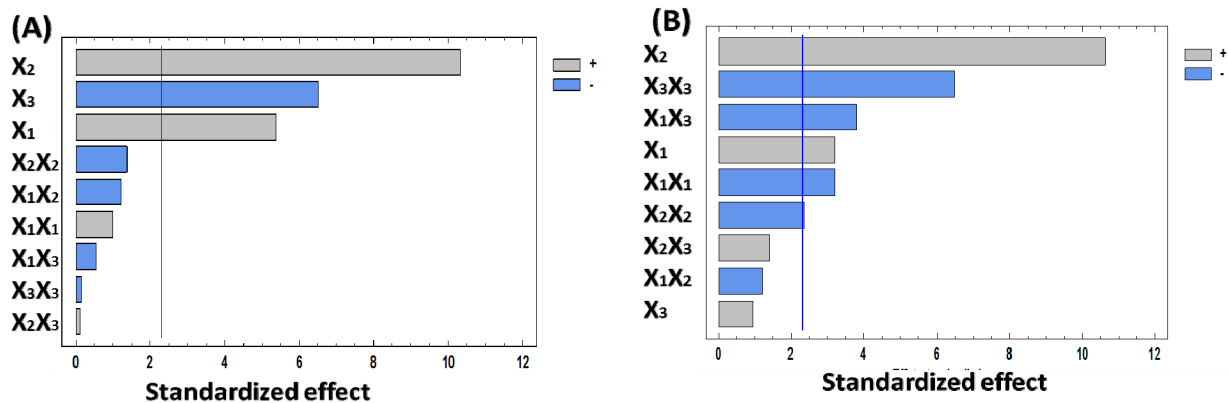 (A)
X₂
X₃
X₁
X₂X₂
X₁X₂
X₁X₁
X₁X₃
X₃X₃
X₂X₃
0 2 4 6 8 10 12
Standardized effect
+
-
(B)
X₂
X₃X₃
X₁X₃
X₁
X₁X₁
X₂X₂
X₂X₃
X₁X₂
X₃
0 2 4 6 8 10 12
Standardized effect
+
-